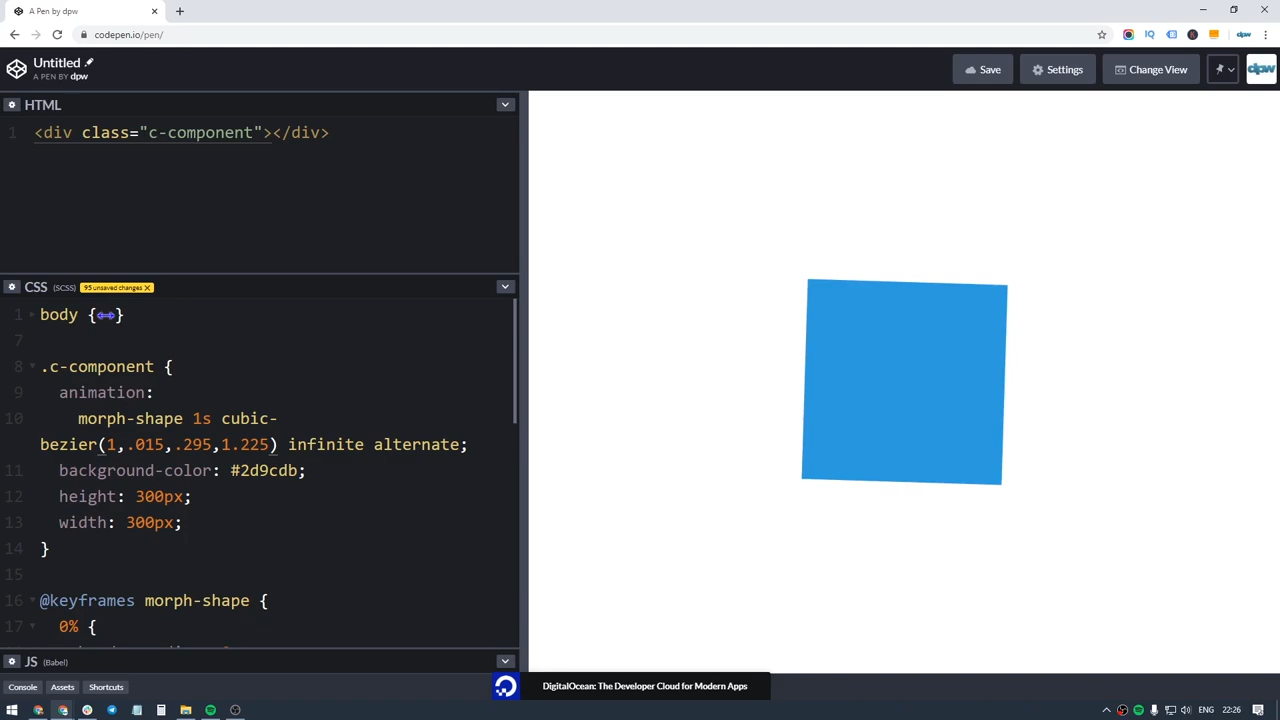 A Pen by dpw
codepen.io/pen/
IQ
dpw
Untitled
A PEN BY dpw
Save
Settings
Change View
dpw
HTML
1 <div class="c-component"></div>
CSS (SCSS) 95 unsaved changes ×
1 body {↔}
7
8 .c-component {
9 animation:
10 morph-shape 1s cubic-
bezier(1,.015,.295,1.225) infinite alternate;
11 background-color: #2d9cdb;
12 height: 300px;
13 width: 300px;
14 }
15
16 @keyframes morph-shape {
17 0% {
JS (Babel)
Console Assets Shortcuts
DigitalOcean: The Developer Cloud for Modern Apps
ENG 22:26